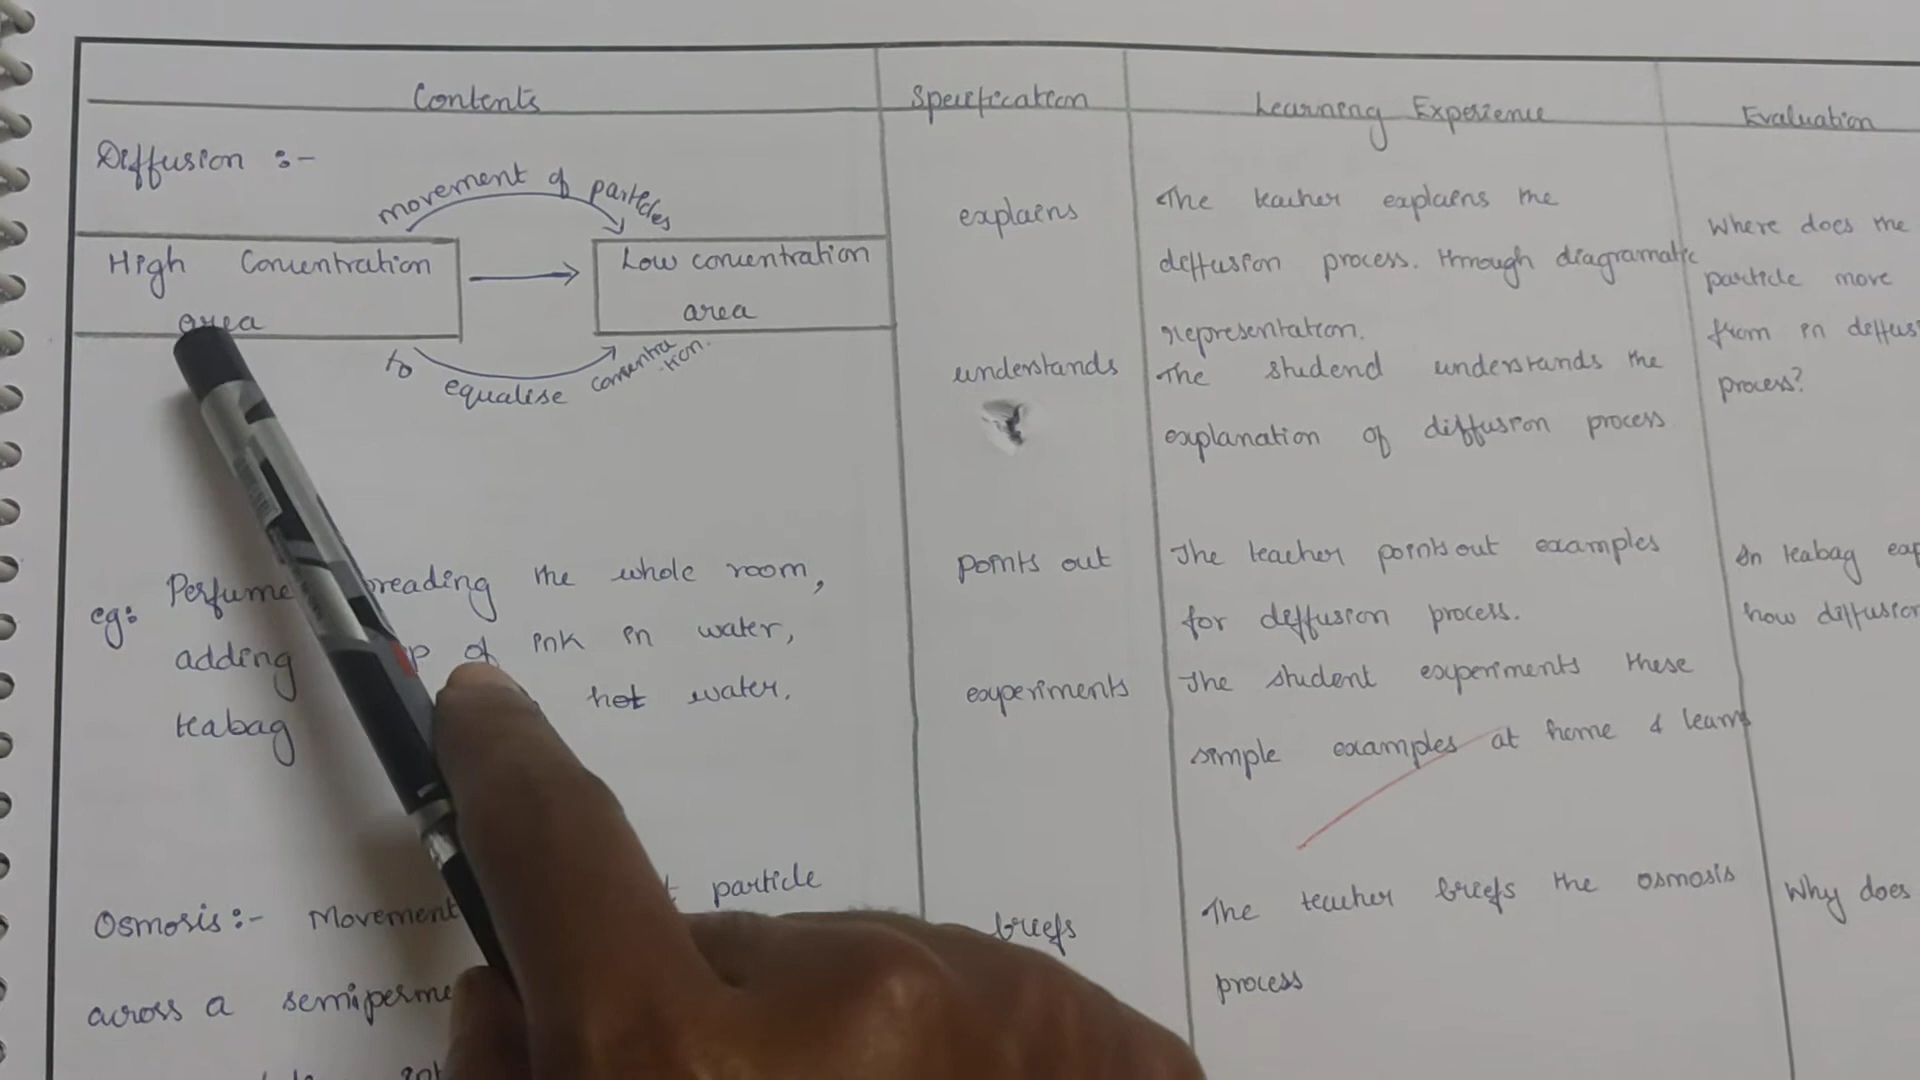 Contents
Specification
Learning Experience
Evaluation
Diffusion :-
movement of particles
High Concentration
area
Low concentration
area
to equalise concentra
tion.
eg: Perfume reading the whole room,
adding of ink in water,
teabag hot water.
Osmosis:- Movement particle
across a semiperme
explains
understands
points out
experiments
briefs
The teacher explains the
diffusion process. through diagramatic
representation.
The studend understands the
explanation of diffusion process
The teacher points out examples
for diffusion process.
The student experiments these
simple examples at home & learns
The teacher briefs the osmosis
process
Where does the
particle move
from in diffus
process?
In teabag
how diffusion
Why does